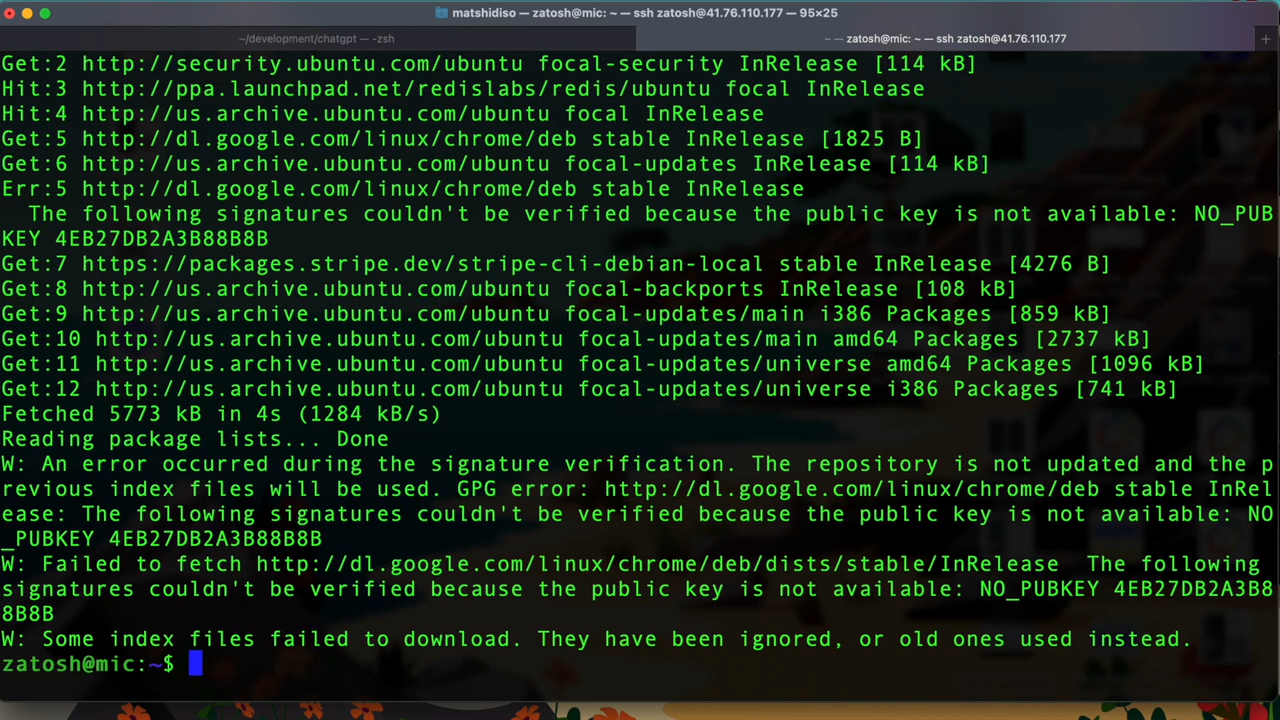 matshidiso — zatosh@mic: ~ — ssh zatosh@41.76.110.177 — 95×25
~/development/chatgpt — -zsh
~ — zatosh@mic: ~ — ssh zatosh@41.76.110.177
+
Get:2 http://security.ubuntu.com/ubuntu focal-security InRelease [114 kB]
Hit:3 http://ppa.launchpad.net/redislabs/redis/ubuntu focal InRelease
Hit:4 http://us.archive.ubuntu.com/ubuntu focal InRelease
Get:5 http://dl.google.com/linux/chrome/deb stable InRelease [1825 B]
Get:6 http://us.archive.ubuntu.com/ubuntu focal-updates InRelease [114 kB]
Err:5 http://dl.google.com/linux/chrome/deb stable InRelease
  The following signatures couldn't be verified because the public key is not available: NO_PUB
KEY 4EB27DB2A3B88B8B
Get:7 https://packages.stripe.dev/stripe-cli-debian-local stable InRelease [4276 B]
Get:8 http://us.archive.ubuntu.com/ubuntu focal-backports InRelease [108 kB]
Get:9 http://us.archive.ubuntu.com/ubuntu focal-updates/main i386 Packages [859 kB]
Get:10 http://us.archive.ubuntu.com/ubuntu focal-updates/main amd64 Packages [2737 kB]
Get:11 http://us.archive.ubuntu.com/ubuntu focal-updates/universe amd64 Packages [1096 kB]
Get:12 http://us.archive.ubuntu.com/ubuntu focal-updates/universe i386 Packages [741 kB]
Fetched 5773 kB in 4s (1284 kB/s)
Reading package lists... Done
W: An error occurred during the signature verification. The repository is not updated and the p
revious index files will be used. GPG error: http://dl.google.com/linux/chrome/deb stable InRel
ease: The following signatures couldn't be verified because the public key is not available: NO
_PUBKEY 4EB27DB2A3B88B8B
W: Failed to fetch http://dl.google.com/linux/chrome/deb/dists/stable/InRelease  The following
signatures couldn't be verified because the public key is not available: NO_PUBKEY 4EB27DB2A3B8
8B8B
W: Some index files failed to download. They have been ignored, or old ones used instead.
zatosh@mic:~$